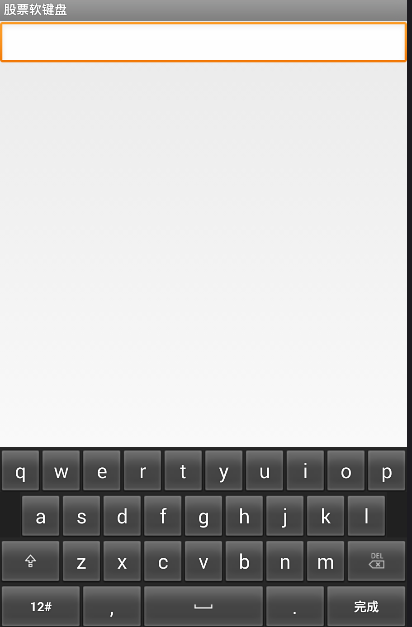 股票软键盘
q w e r t y u i o p
a s d f g h j k l
z x c v b n m DEL
12# , . 完成